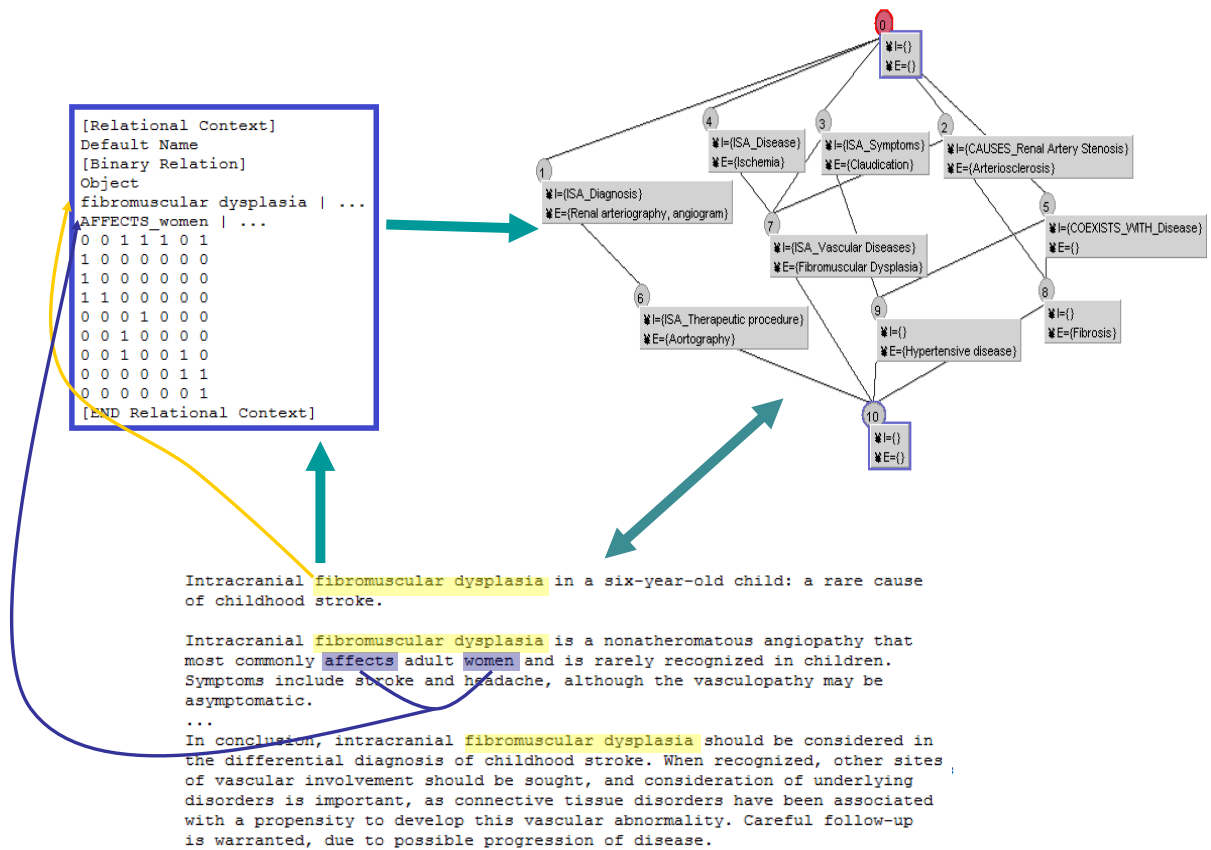 [Relational Context]
Default Name
[Binary Relation]
Object
fibromuscular dysplasia | ...
AFFECTS_women | ...
0 0 1 1 1 0 1
1 0 0 0 0 0 0
1 0 0 0 0 0 0
1 1 0 0 0 0 0
0 0 0 1 0 0 0
0 0 1 0 0 0 0
0 0 1 0 0 1 0
0 0 0 0 0 1 1
0 0 0 0 0 0 1
[END Relational Context]
0
¥I={}
¥E={}
4
¥I={ISA_Disease}
¥E={Ischemia}
3
¥I={ISA_Symptoms}
¥E={Claudication}
2
¥I={CAUSES_Renal Artery Stenosis}
¥E={Arteriosclerosis}
1
¥I={ISA_Diagnosis}
¥E={Renal arteriography, angiogram}
5
¥I={COEXISTS_WITH_Disease}
¥E={}
7
¥I={ISA_Vascular Diseases}
¥E={Fibromuscular Dysplasia}
6
¥I={ISA_Therapeutic procedure}
¥E={Aortography}
9
¥I={}
¥E={Hypertensive disease}
8
¥I={}
¥E={Fibrosis}
10
¥I={}
¥E={}
Intracranial fibromuscular dysplasia in a six-year-old child: a rare cause
of childhood stroke.
Intracranial fibromuscular dysplasia is a nonatheromatous angiopathy that
most commonly affects adult women and is rarely recognized in children.
Symptoms include stroke and headache, although the vasculopathy may be
asymptomatic.
...
In conclusion, intracranial fibromuscular dysplasia should be considered in
the differential diagnosis of childhood stroke. When recognized, other sites
of vascular involvement should be sought, and consideration of underlying
disorders is important, as connective tissue disorders have been associated
with a propensity to develop this vascular abnormality. Careful follow-up
is warranted, due to possible progression of disease.